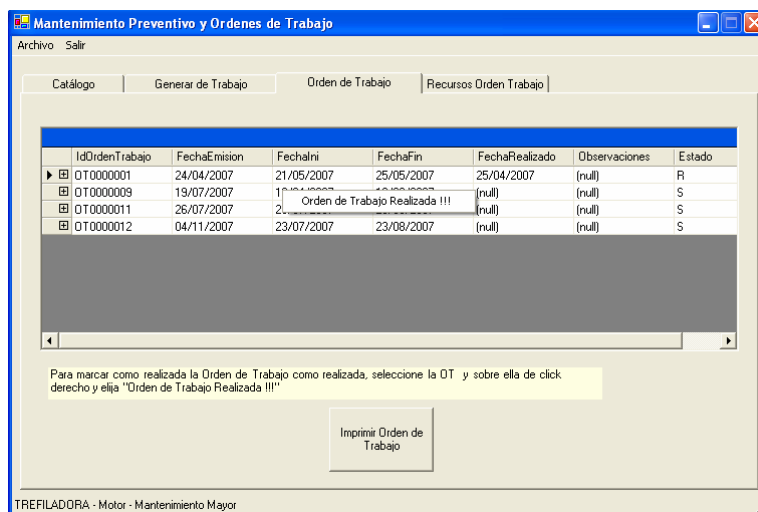 Mantenimiento Preventivo y Ordenes de Trabajo
Archivo Salir
Catálogo Generar de Trabajo Orden de Trabajo Recursos Orden Trabajo
IdOrdenTrabajo FechaEmision FechaIni FechaFin FechaRealizado Observaciones Estado
OT0000001 24/04/2007 21/05/2007 25/05/2007 25/04/2007 (null) R
OT0000009 19/07/2007 (null) (null) S
Orden de Trabajo Realizada !!!
OT0000011 26/07/2007 (null) (null) S
OT0000012 04/11/2007 23/07/2007 23/08/2007 (null) (null) S
Para marcar como realizada la Orden de Trabajo como realizada, seleccione la OT y sobre ella de click
derecho y elija "Orden de Trabajo Realizada !!!"
Imprimir Orden de
Trabajo
TREFILADORA - Motor - Mantenimiento Mayor